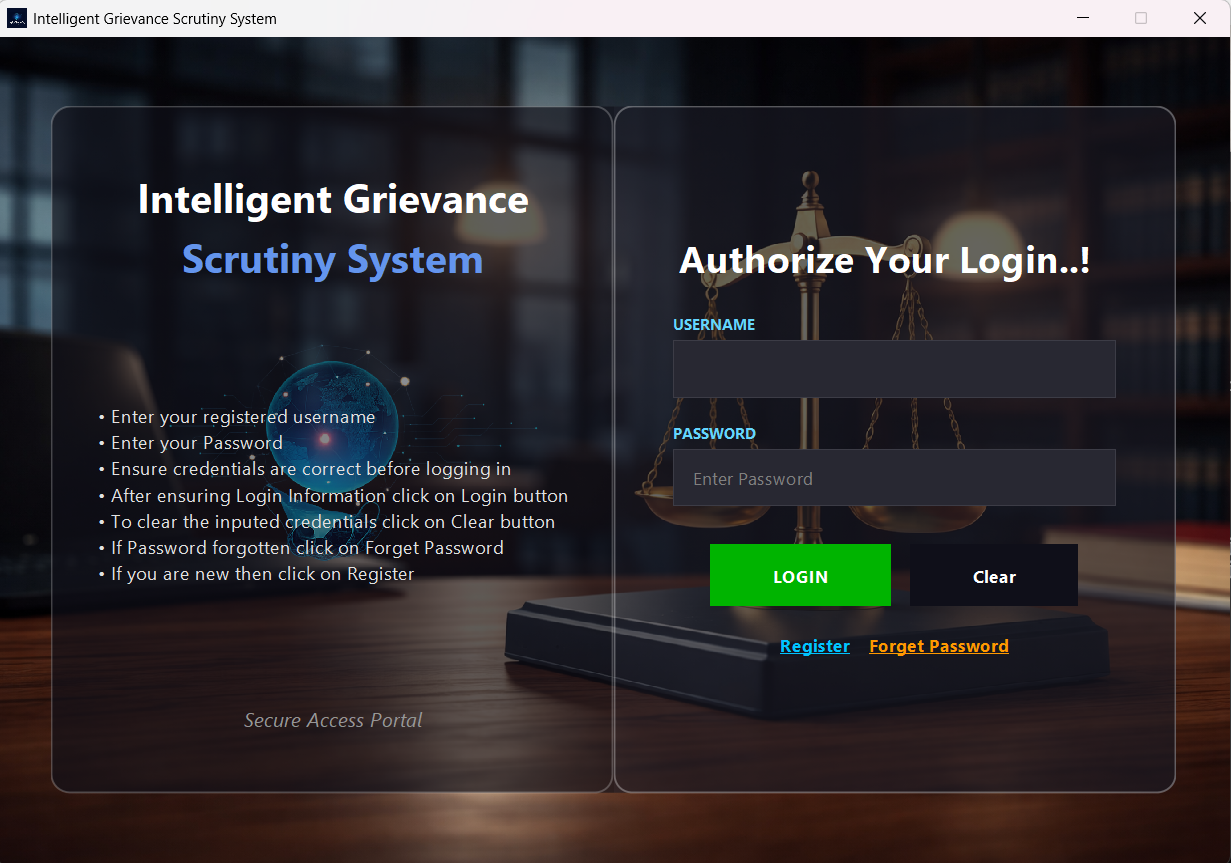 Intelligent Grievance Scrutiny System
Intelligent Grievance
Scrutiny System
• Enter your registered username
• Enter your Password
• Ensure credentials are correct before logging in
• After ensuring Login Information click on Login button
• To clear the inputed credentials click on Clear button
• If Password forgotten click on Forget Password
• If you are new then click on Register
Secure Access Portal
Authorize Your Login..!
USERNAME
PASSWORD
Enter Password
LOGIN Clear
Register Forget Password